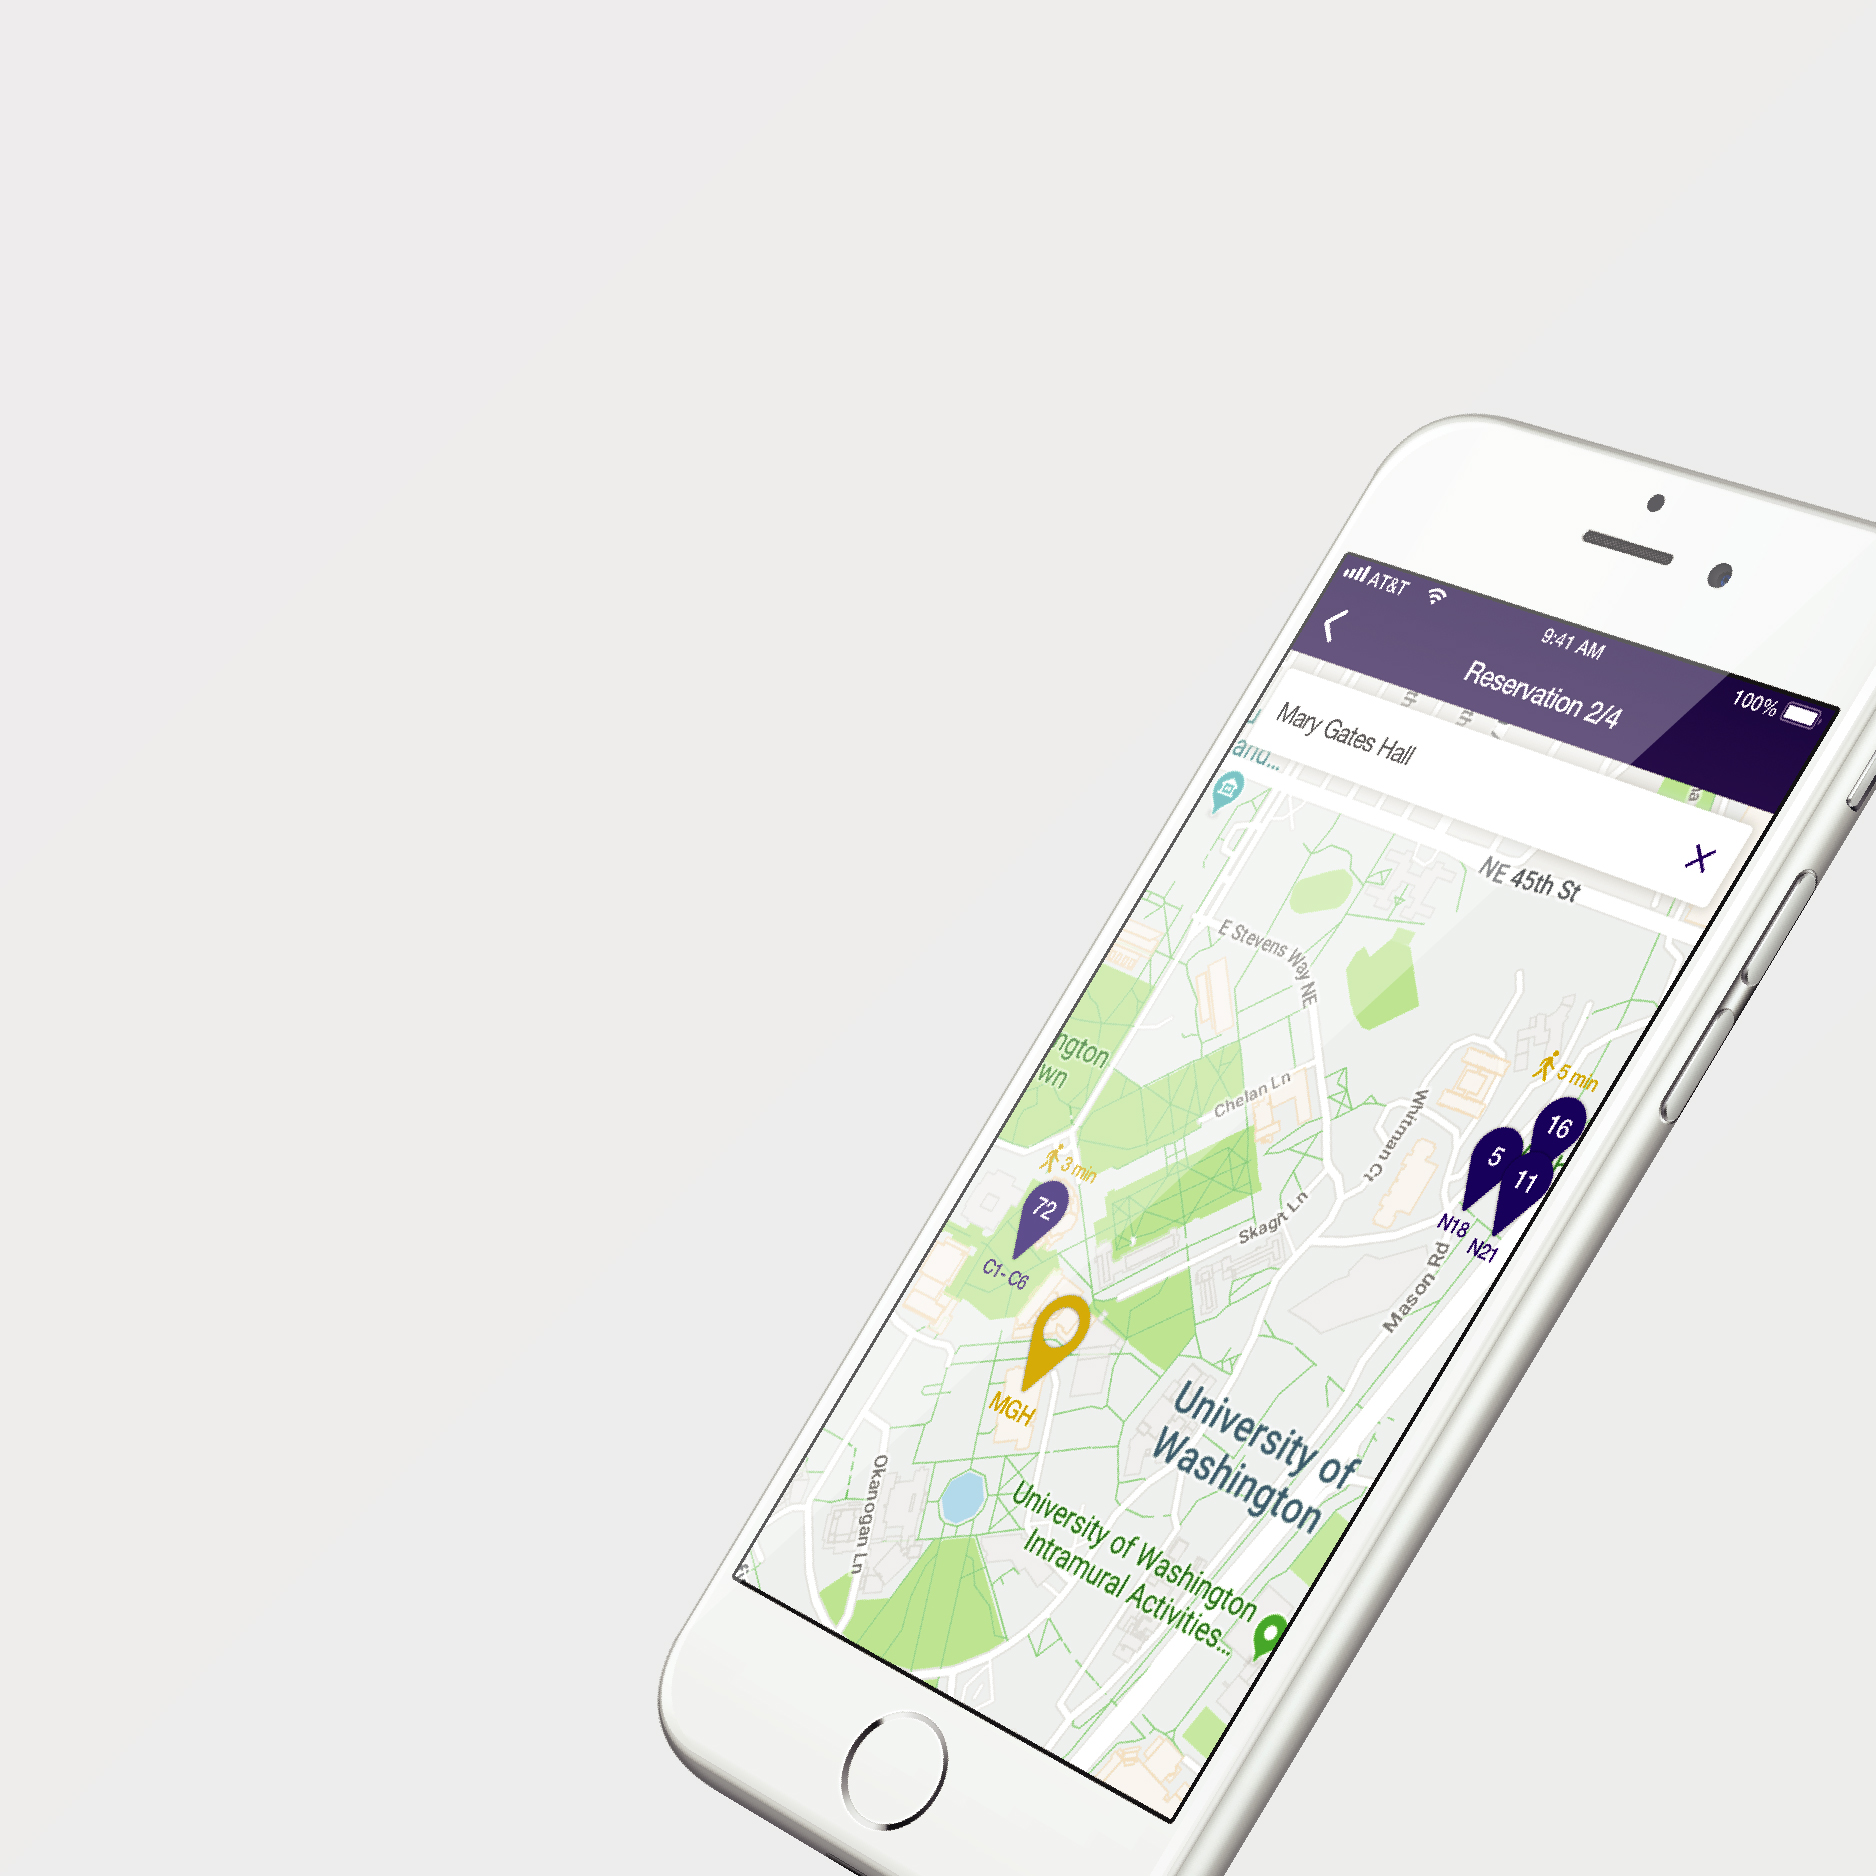 AT&T
9:41 AM
100%
Reservation 2/4
Mary Gates Hall
and...
NE 45th St
E Stevens Way NE
ngton
wn
Chelan Ln
Whitman Ct
5 min
16
5
11
N18
N21
3 min
72
C1-C6
Skagit Ln
Mason Rd
MGH
University of
Washington
Okanogan Ln
University of Washington
Intramural Activities...